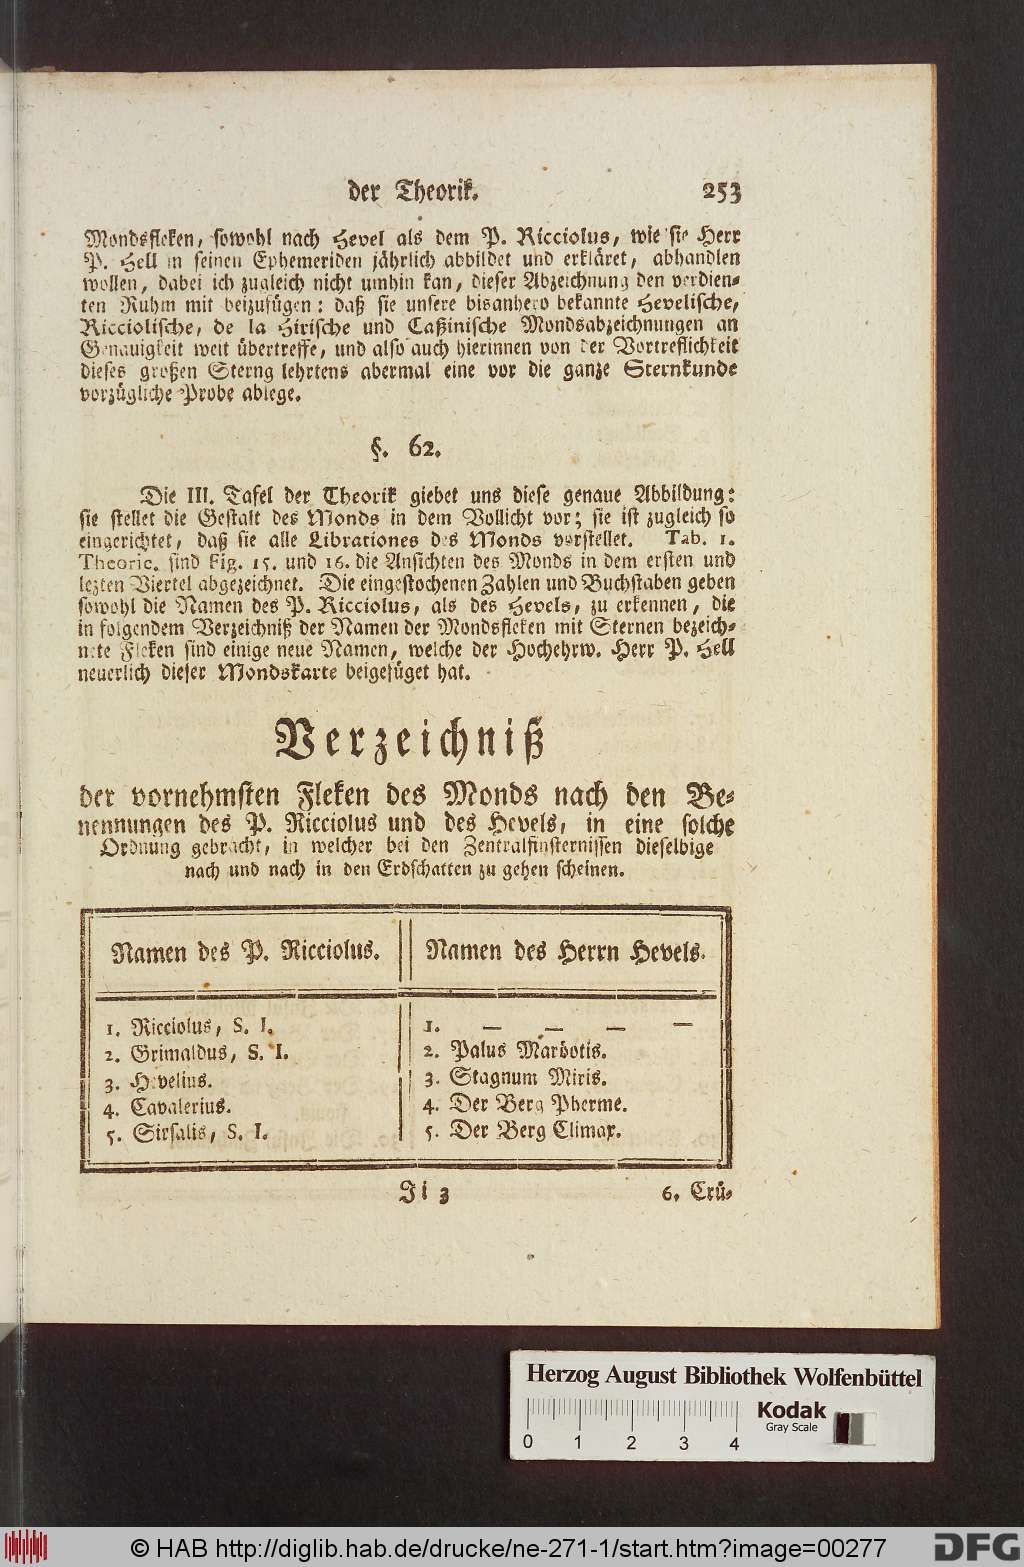 der Theorik. 253
Mondsfleken, sowohl nach Hevel als dem P. Ricciolus, wie sie Herr
P. Hell in seinen Ephemeriden jährlich abbildet und erkläret, abhandlen
wollen, dabei ich zugleich nicht umhin kan, dieser Abzeichnung den verdien-
ten Ruhm mit beizufügen: daß sie unsere bisanhero bekannte Hevelische,
Ricciolische, de la Hirische und Caßinische Mondsabzeichnungen an
Genauigkeit weit übertreffe, und also auch hierinnen von der Vortreflichkeit
dieses großen Sterng lehrtens abermal eine vor die ganze Sternkunde
vorzügliche Probe ablege.
§. 62.
Die III. Tafel der Theorik giebet uns diese genaue Abbildung:
sie stellet die Gestalt des Monds in dem Vollicht vor; sie ist zugleich so
eingerichtet, daß sie alle Librationes des Monds vorstellet. Tab. 1.
Theoric. sind Fig. 15. und 16. die Ansichten des Monds in dem ersten und
lezten Viertel abgezeichnet. Die eingestochenen Zahlen und Buchstaben geben
sowohl die Namen des P. Ricciolus, als des Hevels, zu erkennen, die
in folgendem Verzeichniß der Namen der Mondsfleken mit Sternen bezeich-
nete Fleken sind einige neue Namen, welche der Hochehrw. Herr P. Hell
neuerlich dieser Mondskarte beigefüget hat.
Verzeichniß
der vornehmsten Fleken des Monds nach den Be-
nennungen des P. Ricciolus und des Hevels, in eine solche
Ordnung gebracht, in welcher bei den Zentralfinsternissen dieselbige
nach und nach in den Erdschatten zu gehen scheinen.
Namen des P. Ricciolus. Namen des Herrn Hevels.
1. Ricciolus, S. I. 1. — — — —
2. Grimaldus, S. I. 2. Palus Maröotis.
3. Hevelius. 3. Stagnum Miris.
4. Cavalerius. 4. Der Berg Pherme.
5. Sirsalis, S. I. 5. Der Berg Climax.
Ji 3 6. Crü-
Herzog August Bibliothek Wolfenbüttel
Kodak
Gray Scale
0 1 2 3 4
© HAB http://diglib.hab.de/drucke/ne-271-1/start.htm?image=00277
DFG